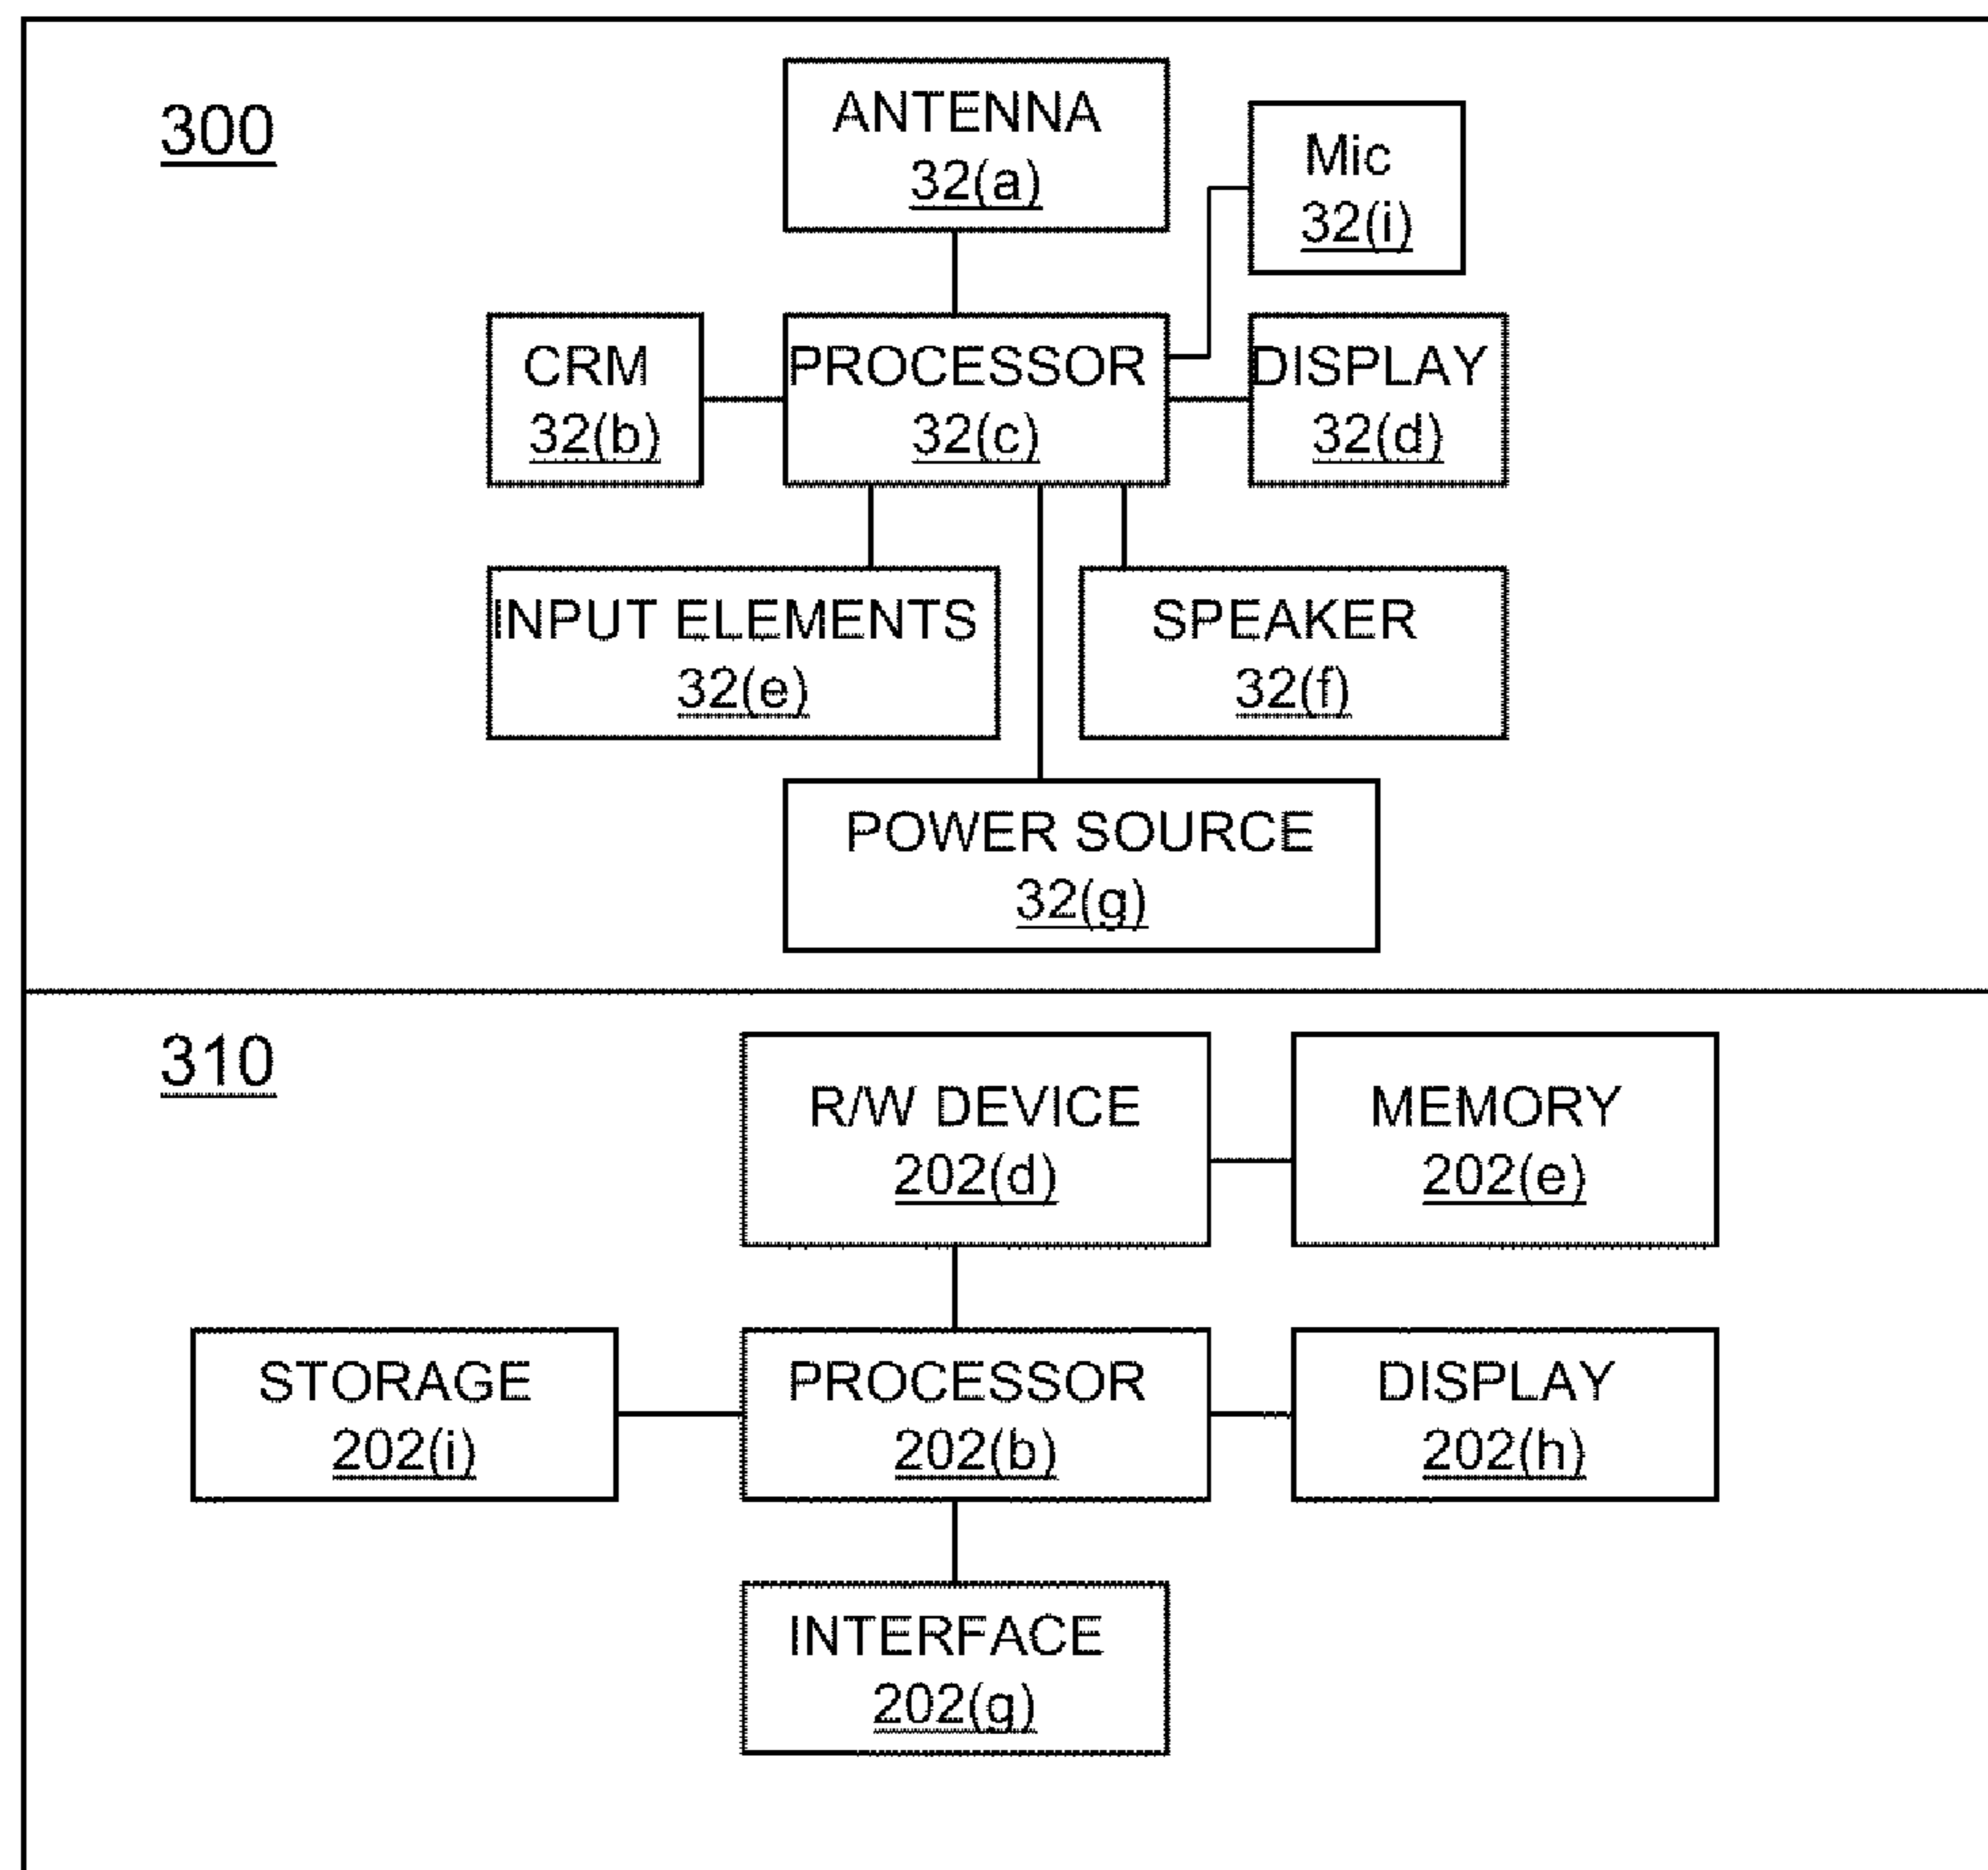 300
ANTENNA
32(a)
Mic
32(i)
CRM
32(b)
PROCESSOR
32(c)
DISPLAY
32(d)
INPUT ELEMENTS
32(e)
SPEAKER
32(f)
POWER SOURCE
32(g)
310
R/W DEVICE
202(d)
MEMORY
202(e)
STORAGE
202(i)
PROCESSOR
202(b)
DISPLAY
202(h)
INTERFACE
202(g)